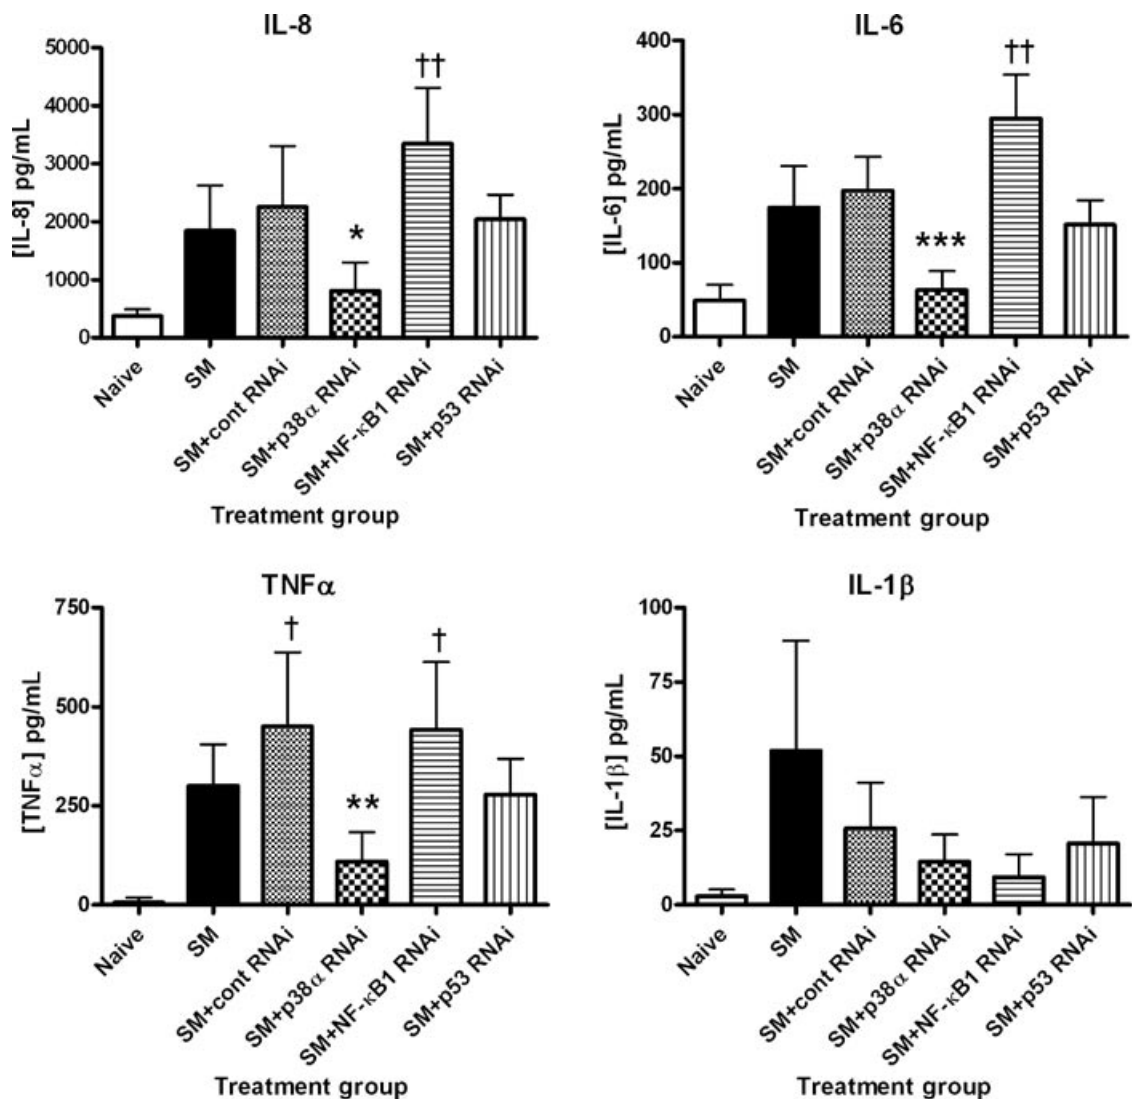 IL-8
[IL-8] pg/mL
5000
4000
3000
2000
1000
0
*
††
Naive
SM
SM+cont RNAi
SM+p38α RNAi
SM+NF-κB1 RNAi
SM+p53 RNAi
Treatment group
IL-6
[IL-6] pg/mL
400
300
200
100
0
***
††
Naive
SM
SM+cont RNAi
SM+p38α RNAi
SM+NF-κB1 RNAi
SM+p53 RNAi
Treatment group
TNFα
[TNFα] pg/mL
750
500
250
0
†
**
†
Naive
SM
SM+cont RNAi
SM+p38α RNAi
SM+NF-κB1 RNAi
SM+p53 RNAi
Treatment group
IL-1β
[IL-1β] pg/mL
100
75
50
25
0
Naive
SM
SM+cont RNAi
SM+p38α RNAi
SM+NF-κB1 RNAi
SM+p53 RNAi
Treatment group